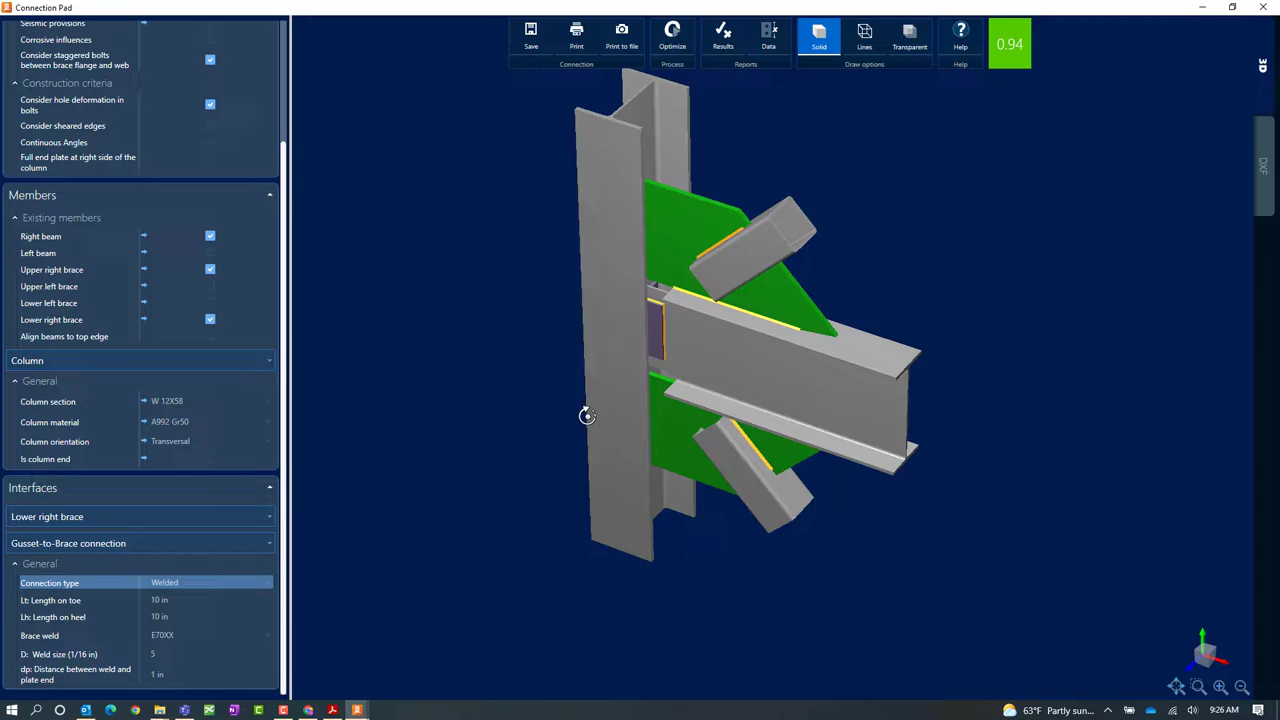 Connection Pad
Seismic provisions
Corrosive influences
Consider staggered bolts
between brace flange and web
Construction criteria
Consider hole deformation in
bolts
Consider sheared edges
Continuous Angles
Full end plate at right side of the
column
Members
Existing members
Right beam
Left beam
Upper right brace
Upper left brace
Lower left brace
Lower right brace
Align beams to top edge
Column
General
Column section W 12X58
Column material A992 Gr50
Column orientation Transversal
Is column end
Interfaces
Lower right brace
Gusset-to-Brace connection
General
Connection type Welded
Lt: Length on toe 10 in
Lh: Length on heel 10 in
Brace weld E70XX
D: Weld size (1/16 in) 5
dp: Distance between weld and
plate end 1 in
Save Print Print to file Optimize Results Data Solid Lines Transparent Help
Connection Process Reports Draw options Help
0.94
3D
DXF
63°F Partly sun... 9:26 AM